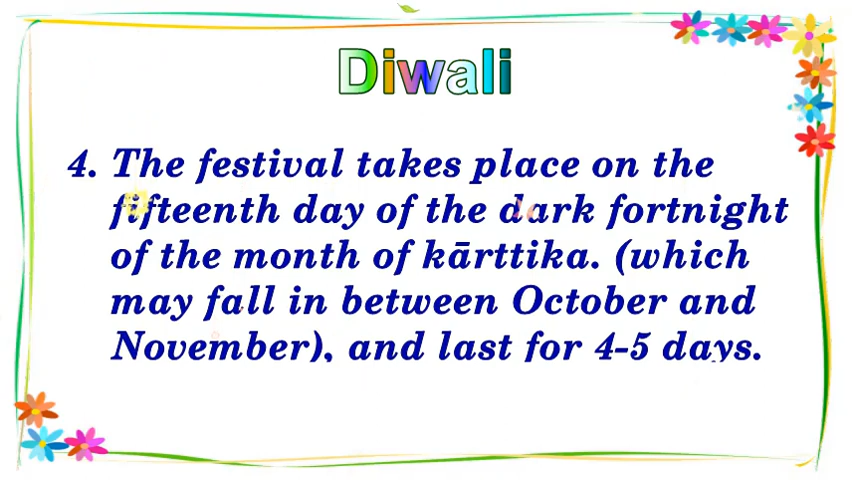 Diwali
4. The festival takes place on the
fifteenth day of the dark fortnight
of the month of kārttika. (which
may fall in between October and
November), and last for 4-5 days.